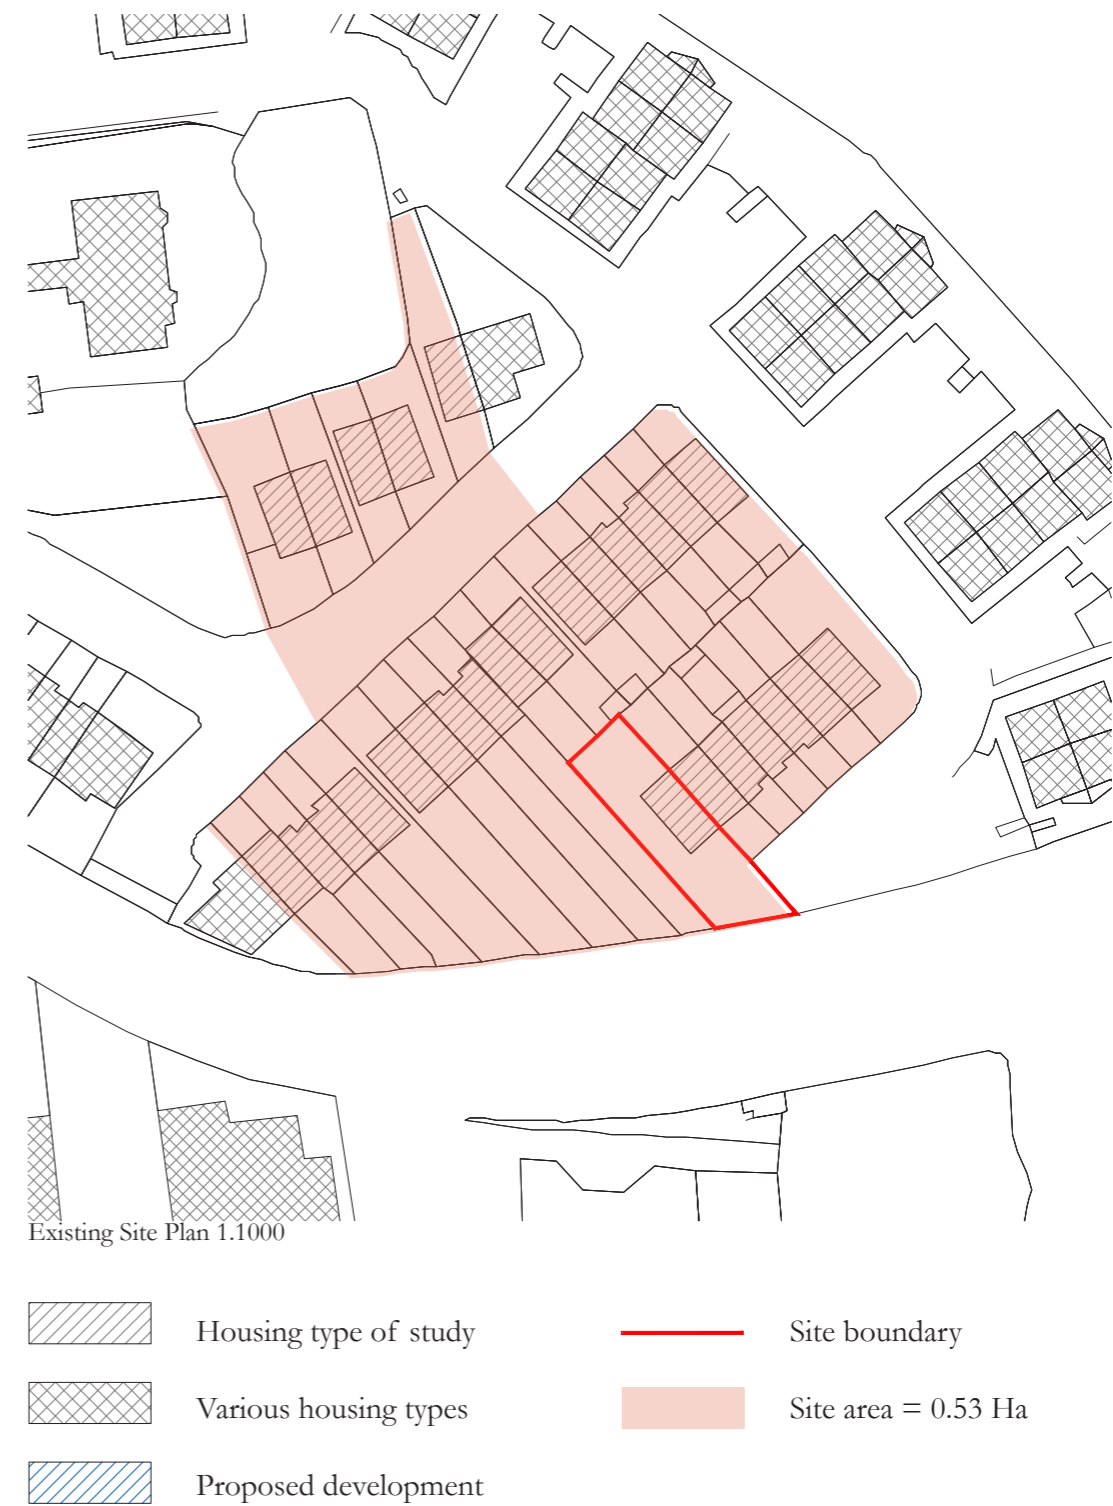 Existing Site Plan 1.1000
Housing type of study
Site boundary
Various housing types
Site area = 0.53 Ha
Proposed development